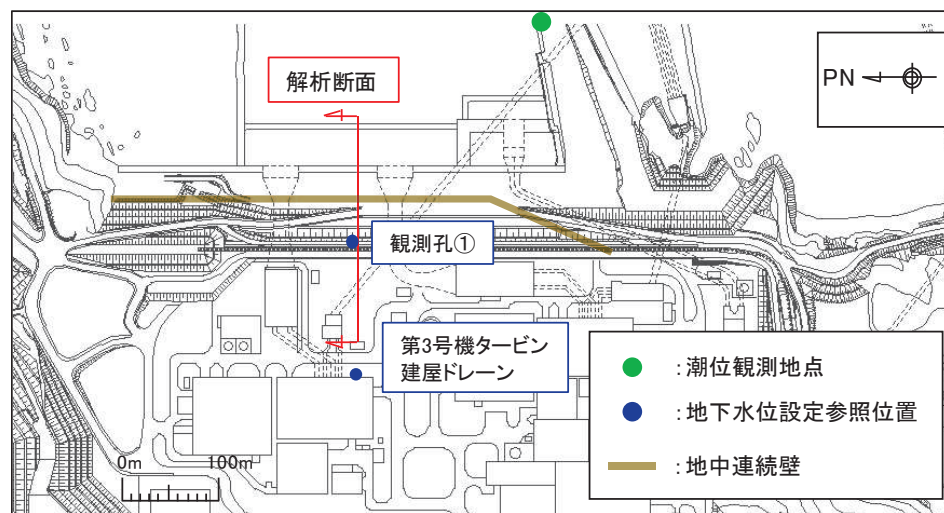 解析断面
PN
観測孔①
第3号機タービン
建屋ドレーン
:潮位観測地点
:地下水位設定参照位置
:地中連続壁
0m 100m